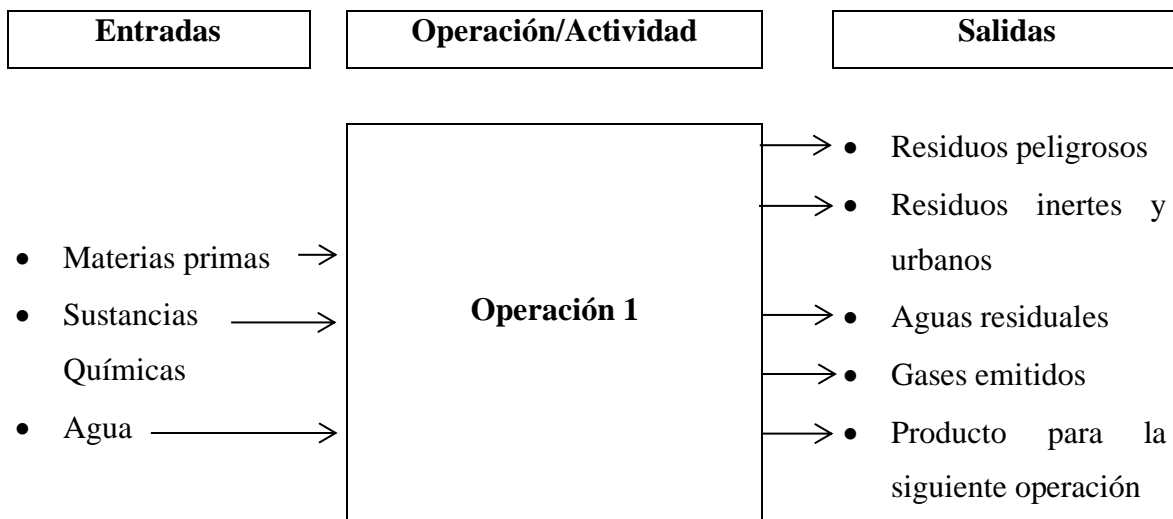 Entradas
Operación/Actividad
Salidas
• Materias primas
• Sustancias
Químicas
• Agua
Operación 1
• Residuos peligrosos
• Residuos inertes y
urbanos
• Aguas residuales
• Gases emitidos
• Producto para la
siguiente operación